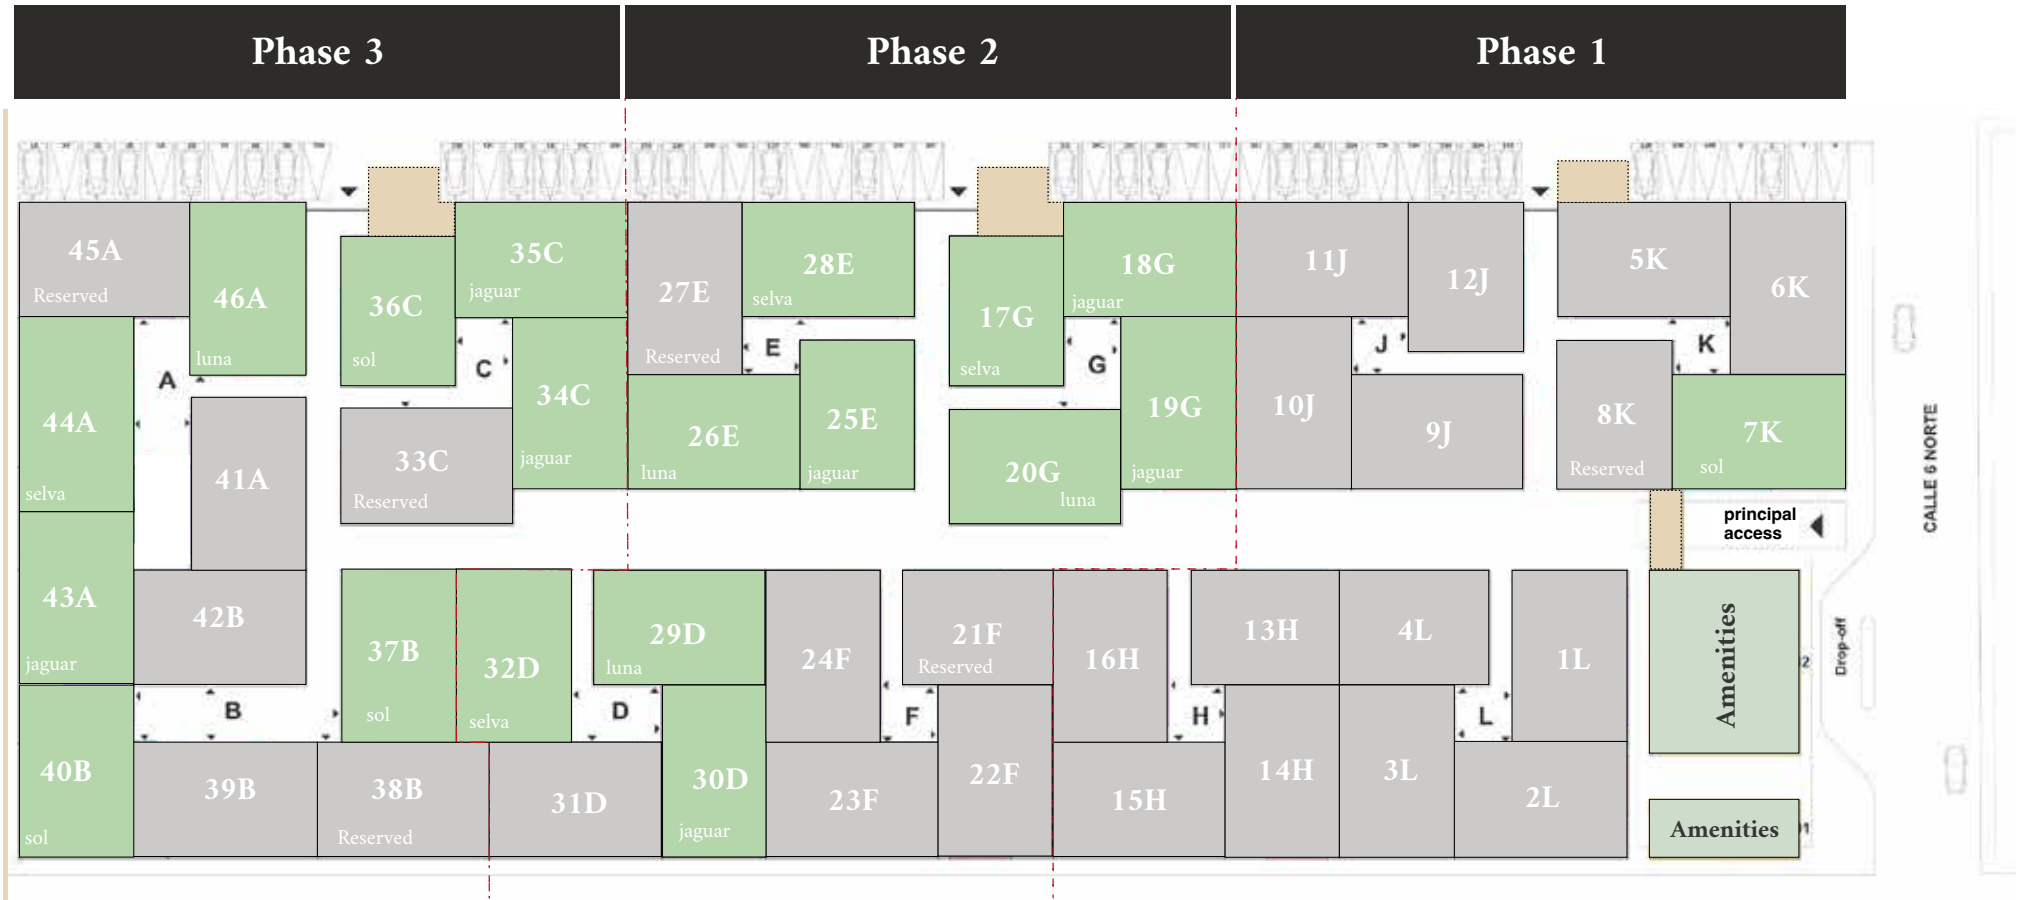 Phase 3
Phase 2
Phase 1
45A
Reserved
46A
luna
36C
sol
35C
jaguar
27E
Reserved
28E
selva
17G
selva
18G
jaguar
11J
12J
5K
6K
44A
selva
A
41A
C
34C
jaguar
33C
Reserved
E
26E
luna
25E
jaguar
G
19G
jaguar
20G
luna
10J
J
9J
K
8K
Reserved
7K
sol
CALLE 6 NORTE
principal
access
43A
jaguar
42B
37B
sol
32D
selva
29D
luna
24F
21F
Reserved
16H
13H
4L
1L
Amenities
2
Drop-off
B
D
F
H
L
40B
sol
39B
38B
Reserved
31D
30D
jaguar
23F
22F
15H
14H
3L
2L
Amenities